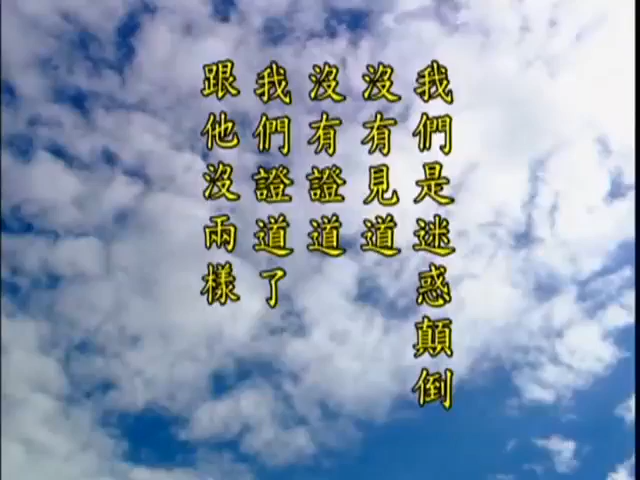 我們是迷惑顛倒
沒有見道
沒有證道
我們證道了
跟他沒兩樣